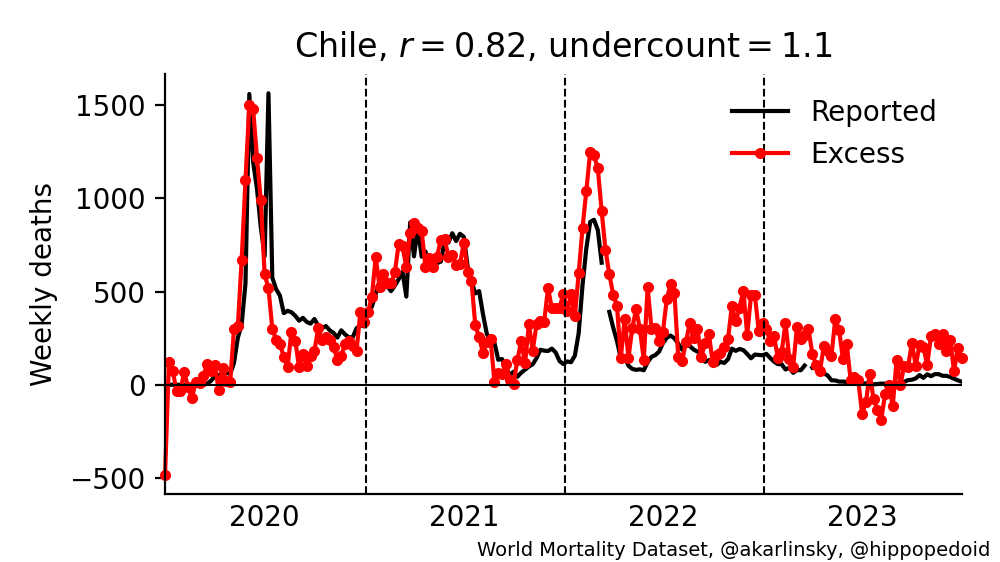 Chile, r = 0.82, undercount = 1.1
1500
1000
500
0
−500
Weekly deaths
Reported
Excess
2020
2021
2022
2023
World Mortality Dataset, @akarlinsky, @hippopedoid